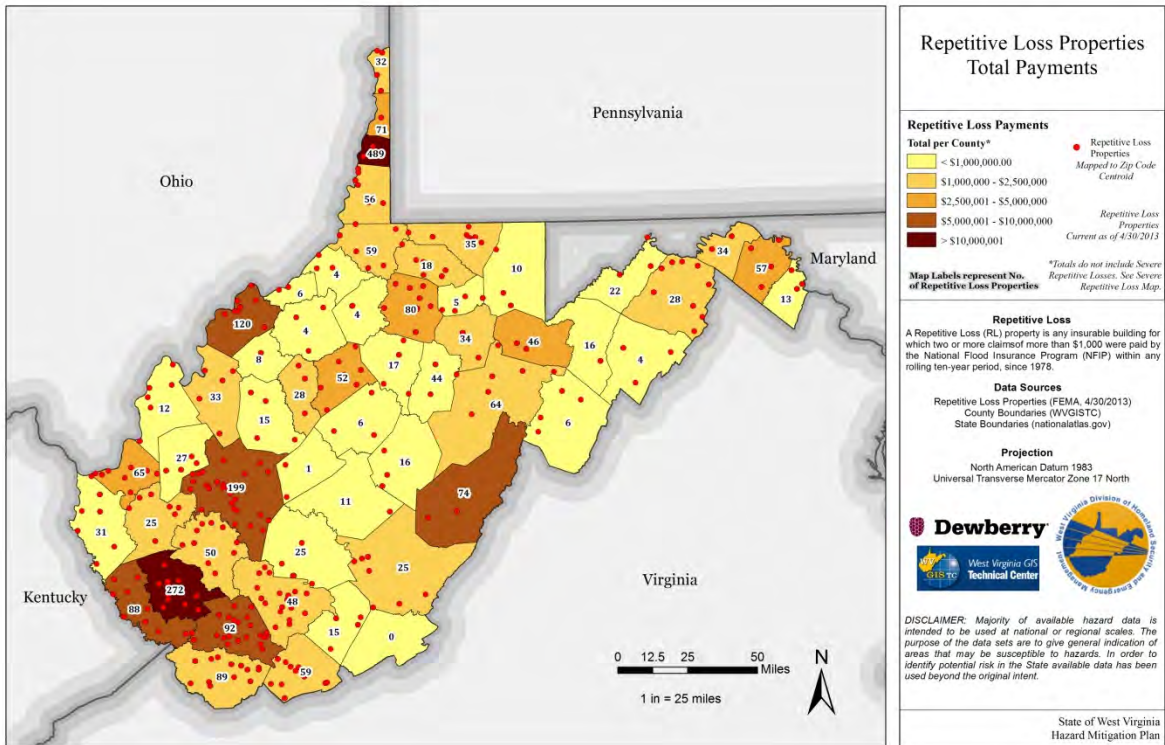 32
71
489
Pennsylvania
Ohio
56
59
35
18
10
34
57
Maryland
13
4
6
22
28
5
4
80
120
4
34
46
16
4
8
52
17
44
28
64
12
33
15
6
6
27
1
16
65
199
11
74
31
25
50
25
25
Virginia
Kentucky
272
88
48
92
15
0
89
59
0 12.5 25 50
Miles
1 in = 25 miles
N
Repetitive Loss Properties
Total Payments
Repetitive Loss Payments
Total per County*
< $1,000,000.00
$1,000,000 - $2,500,000
$2,500,001 - $5,000,000
$5,000,001 - $10,000,000
> $10,000,001
Map Labels represent No.
of Repetitive Loss Properties
Repetitive Loss
Properties
Mapped to Zip Code
Centroid
Repetitive Loss
Properties
Current as of 4/30/2013
*Totals do not include Severe
Repetitive Losses. See Severe
Repetitive Loss Map.
Repetitive Loss
A Repetitive Loss (RL) property is any insurable building for
which two or more claimsof more than $1,000 were paid by
the National Flood Insurance Program (NFIP) within any
rolling ten-year period, since 1978.
Data Sources
Repetitive Loss Properties (FEMA, 4/30/2013)
County Boundaries (WVGISTC)
State Boundaries (nationalatlas.gov)
Projection
North American Datum 1983
Universal Transverse Mercator Zone 17 North
Dewberry
WV
GISTC
West Virginia GIS
Technical Center
West Virginia Division of Homeland
Security and Emergency Management
DISCLAIMER: Majority of available hazard data is
intended to be used at national or regional scales. The
purpose of the data sets are to give general indication of
areas that may be susceptible to hazards. In order to
identify potential risk in the State available data has been
used beyond the original intent.
State of West Virginia
Hazard Mitigation Plan